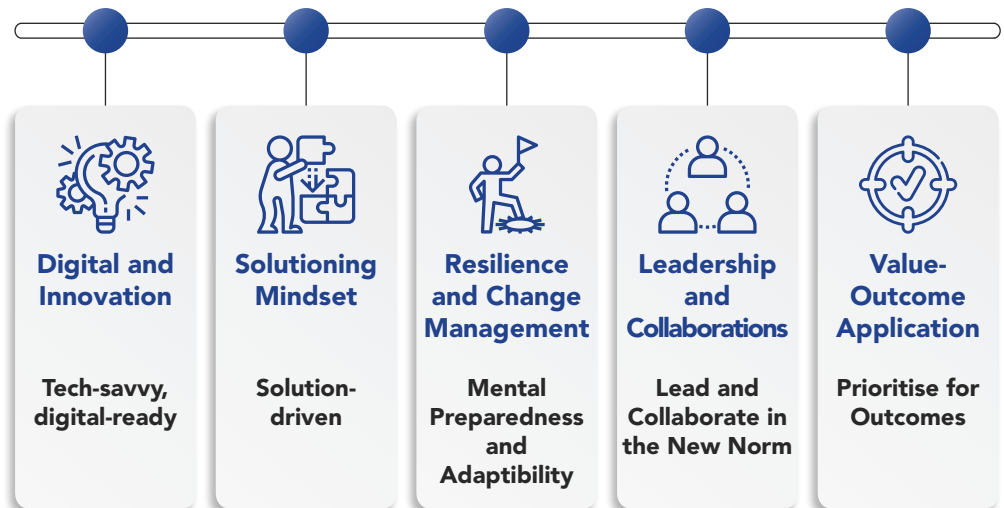 Digital and
Innovation
Tech-savvy,
digital-ready
Solutioning
Mindset
Solution-
driven
Resilience
and Change
Management
Mental
Preparedness
and
Adaptibility
Leadership
and
Collaborations
Lead and
Collaborate in
the New Norm
Value-
Outcome
Application
Prioritise for
Outcomes